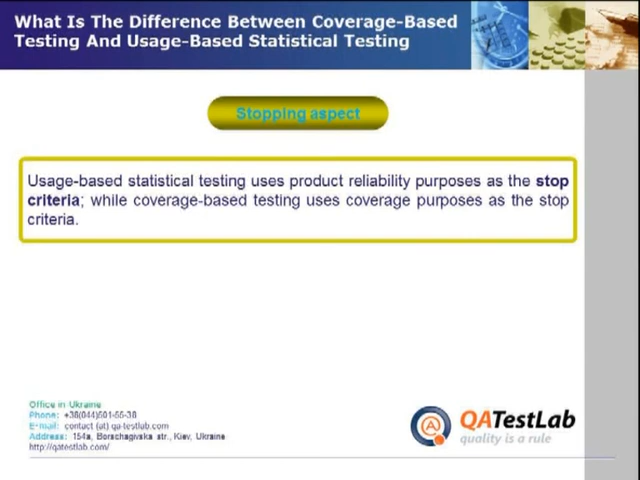 What Is The Difference Between Coverage-Based
Testing And Usage-Based Statistical Testing
Stopping aspect
Usage-based statistical testing uses product reliability purposes as the stop
criteria; while coverage-based testing uses coverage purposes as the stop
criteria.
Office in Ukraine
Phone: +38(044)501-55-38
E-mail: contact (at) qa-testlab.com
Address: 154a, Borschagivska str., Kiev, Ukraine
http://qatestlab.com/
QATestLab
quality is a rule